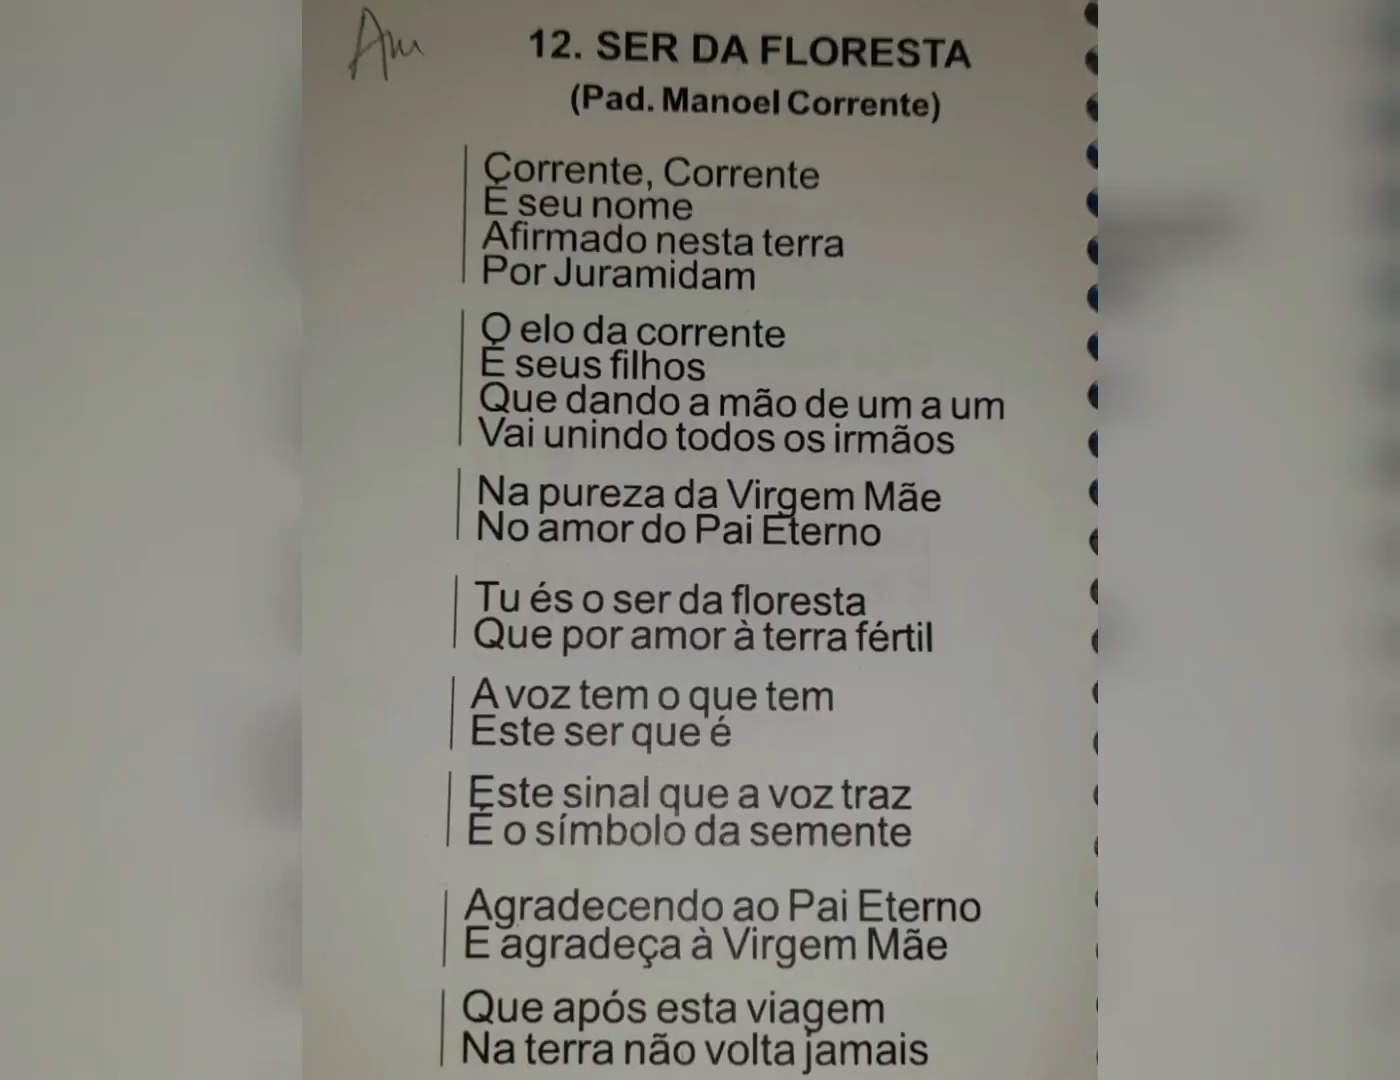 Am
12. SER DA FLORESTA
(Pad. Manoel Corrente)
Corrente, Corrente
É seu nome
Afirmado nesta terra
Por Juramidam
O elo da corrente
É seus filhos
Que dando a mão de um a um
Vai unindo todos os irmãos
Na pureza da Virgem Mãe
No amor do Pai Eterno
Tu és o ser da floresta
Que por amor à terra fértil
A voz tem o que tem
Este ser que é
Este sinal que a voz traz
É o símbolo da semente
Agradecendo ao Pai Eterno
E agradeça à Virgem Mãe
Que após esta viagem
Na terra não volta jamais